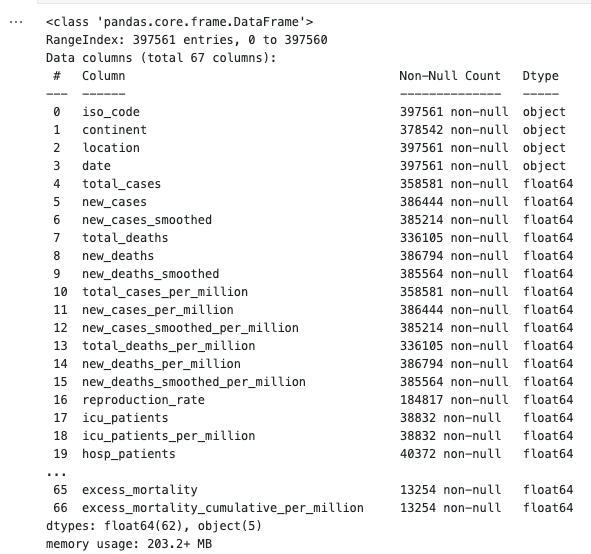 ...
<class 'pandas.core.frame.DataFrame'>
RangeIndex: 397561 entries, 0 to 397560
Data columns (total 67 columns):
 #   Column                                      Non-Null Count   Dtype
---  ------                                      --------------   -----
 0   iso_code                                    397561 non-null  object
 1   continent                                   378542 non-null  object
 2   location                                    397561 non-null  object
 3   date                                        397561 non-null  object
 4   total_cases                                 358581 non-null  float64
 5   new_cases                                   386444 non-null  float64
 6   new_cases_smoothed                          385214 non-null  float64
 7   total_deaths                                336105 non-null  float64
 8   new_deaths                                  386794 non-null  float64
 9   new_deaths_smoothed                         385564 non-null  float64
 10  total_cases_per_million                     358581 non-null  float64
 11  new_cases_per_million                       386444 non-null  float64
 12  new_cases_smoothed_per_million              385214 non-null  float64
 13  total_deaths_per_million                    336105 non-null  float64
 14  new_deaths_per_million                      386794 non-null  float64
 15  new_deaths_smoothed_per_million             385564 non-null  float64
 16  reproduction_rate                           184817 non-null  float64
 17  icu_patients                                38832 non-null   float64
 18  icu_patients_per_million                    38832 non-null   float64
 19  hosp_patients                               40372 non-null   float64
...
 65  excess_mortality                            13254 non-null   float64
 66  excess_mortality_cumulative_per_million     13254 non-null   float64
dtypes: float64(62), object(5)
memory usage: 203.2+ MB